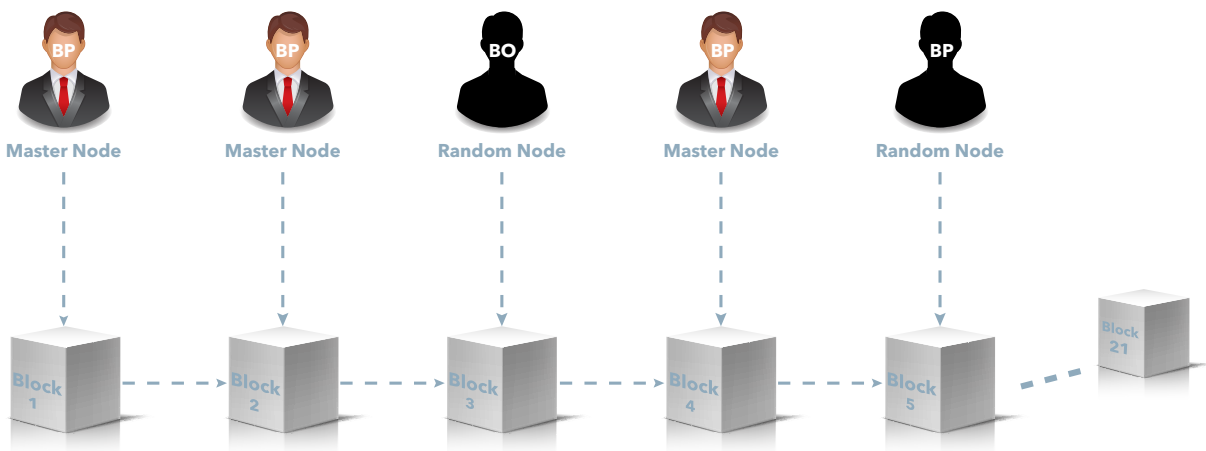 BP
BP
BO
BP
BP
Master Node
Master Node
Random Node
Master Node
Random Node
Block
1
Block
2
Block
3
Block
4
Block
5
Block
21